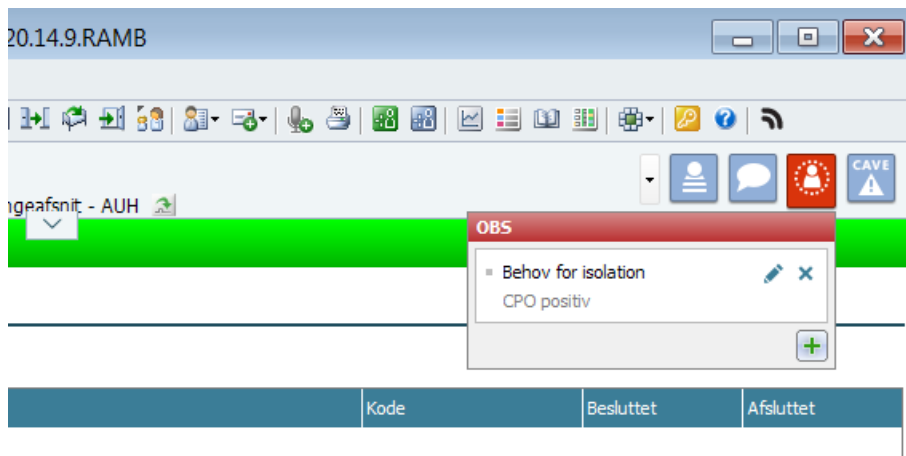 20.14.9.RAMB
CAVE
ngeafsnit - AUH
OBS
Behov for isolation
CPO positiv
Kode Besluttet Afsluttet